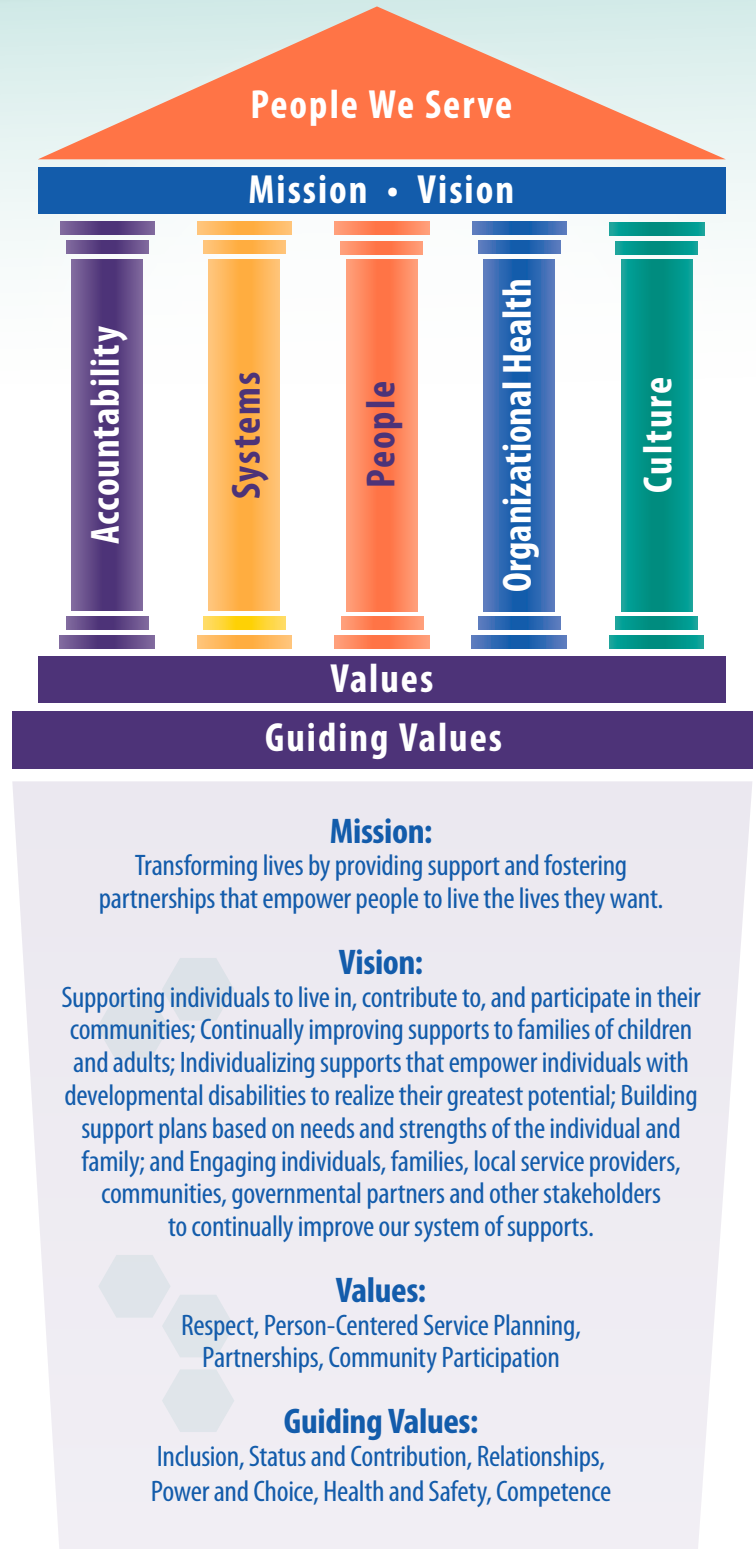 People We Serve
Mission • Vision
Accountability
Systems
People
Organizational Health
Culture
Values
Guiding Values
Mission:
Transforming lives by providing support and fostering
partnerships that empower people to live the lives they want.
Vision:
Supporting individuals to live in, contribute to, and participate in their
communities; Continually improving supports to families of children
and adults; Individualizing supports that empower individuals with
developmental disabilities to realize their greatest potential; Building
support plans based on needs and strengths of the individual and
family; and Engaging individuals, families, local service providers,
communities, governmental partners and other stakeholders
to continually improve our system of supports.
Values:
Respect, Person-Centered Service Planning,
Partnerships, Community Participation
Guiding Values:
Inclusion, Status and Contribution, Relationships,
Power and Choice, Health and Safety, Competence